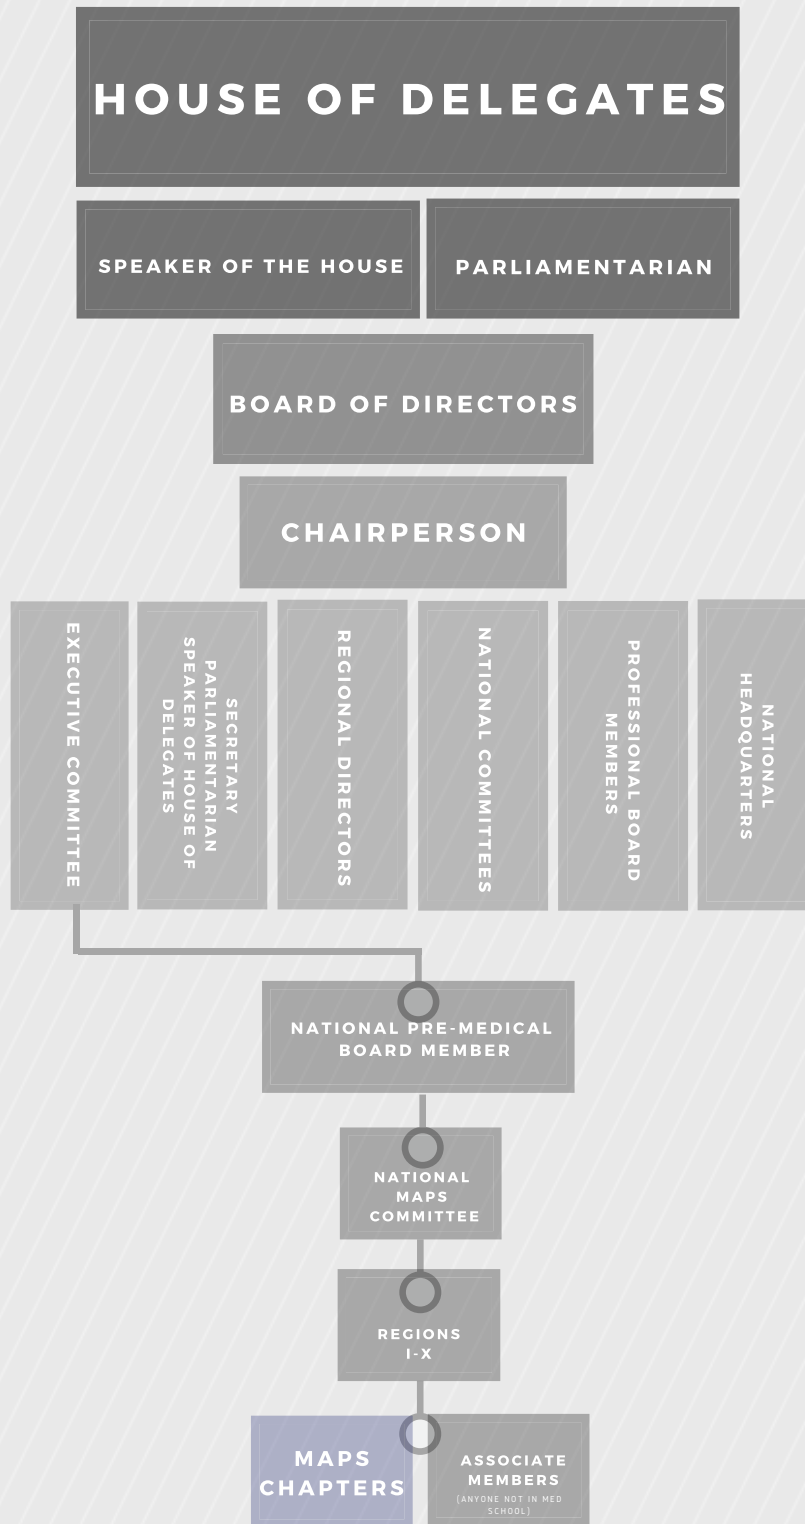 HOUSE OF DELEGATES
SPEAKER OF THE HOUSE
PARLIAMENTARIAN
BOARD OF DIRECTORS
CHAIRPERSON
EXECUTIVE COMMITTEE
SECRETARY
PARLIAMENTARIAN
SPEAKER OF HOUSE OF
DELEGATES
REGIONAL DIRECTORS
NATIONAL COMMITTEES
PROFESSIONAL BOARD
MEMBERS
NATIONAL
HEADQUARTERS
NATIONAL PRE-MEDICAL
BOARD MEMBER
NATIONAL
MAPS
COMMITTEE
REGIONS
I-X
MAPS
CHAPTERS
ASSOCIATE
MEMBERS
(ANYONE NOT IN MED
SCHOOL)